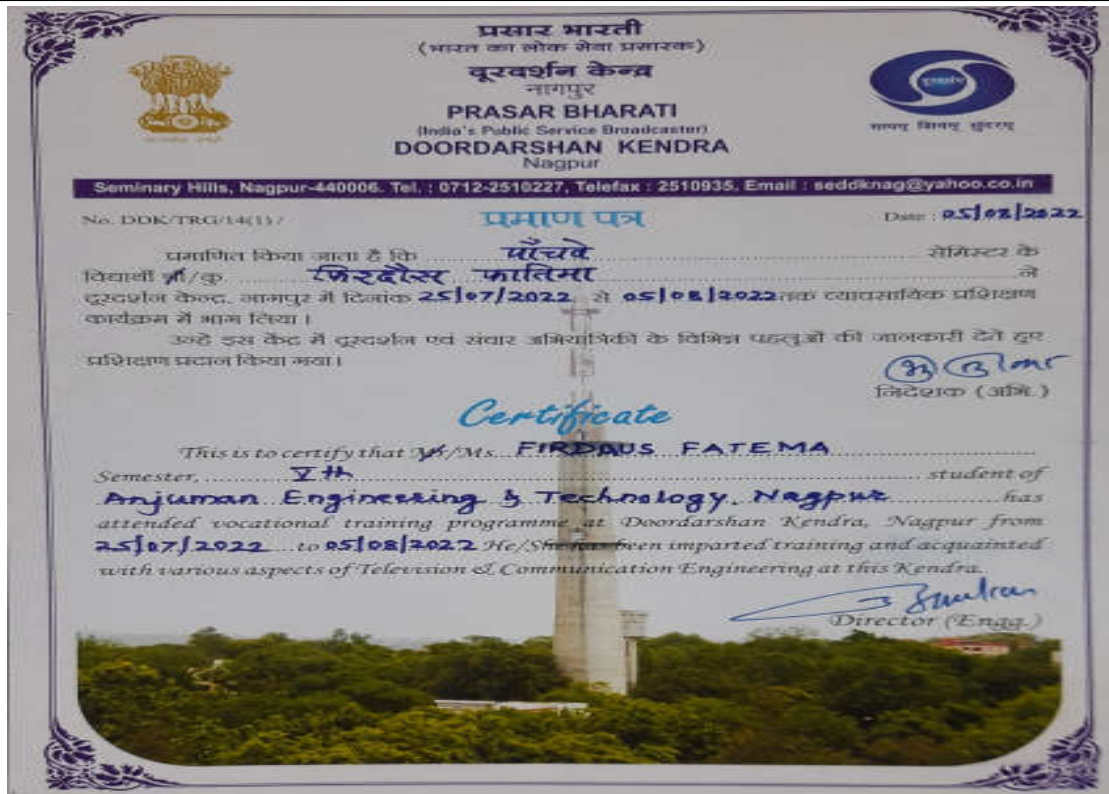 प्रसार भारती
(भारत का लोक सेवा प्रसारक)
दूरदर्शन केन्द्र
नागपुर
PRASAR BHARATI
(India's Public Service Broadcaster)
DOORDARSHAN KENDRA
Nagpur
दूरदर्शन
सत्यम् शिवम् सुंदरम्
Seminary Hills, Nagpur-440006. Tel. : 0712-2510227, Telefax : 2510935, Email : seddknag@yahoo.co.in
No. DDK/TRG/14(1)/
प्रमाण पत्र
Date : 05/08/2022
प्रमाणित किया जाता है कि पाँचवे सेमिस्टर के
विद्यार्थी श्री/कु. फिरदौस फातिमा ने
दूरदर्शन केन्द्र, नागपुर में दिनांक 25/07/2022 से 05/08/2022 तक व्यावसायिक प्रशिक्षण
कार्यक्रम में भाग लिया।
उन्हें इस केंद्र में दूरदर्शन एवं संचार अभियांत्रिकी के विभिन्न पहलुओं की जानकारी देते हुए
प्रशिक्षण प्रदान किया गया।
निदेशक (अभि.)
Certificate
This is to certify that Mr/Ms. FIRDAUS FATEMA
Semester, Vth student of
Anjuman Engineering & Technology, Nagpur has
attended vocational training programme at Doordarshan Kendra, Nagpur from
25/07/2022 to 05/08/2022 He/She has been imparted training and acquainted
with various aspects of Television & Communication Engineering at this Kendra.
Director (Engg.)